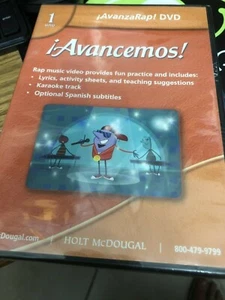 1
¡AvanzaRap! DVD
¡Avancemos!
Rap music video provides fun practice and includes:
• Lyrics, activity sheets, and teaching suggestions
• Karaoke track
• Optional Spanish subtitles
Dougal.com
HOLT McDOUGAL
800-479-9799